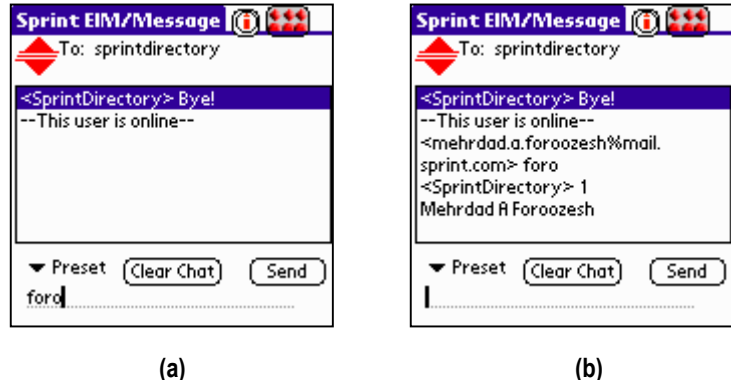 Sprint EIM/Message
To: sprintdirectory
<SprintDirectory> Bye!
--This user is online--
Preset
Clear Chat
Send
foro
(a)
Sprint EIM/Message
To: sprintdirectory
<SprintDirectory> Bye!
--This user is online--
<mehrdad.a.foroozesh%mail.
sprint.com> foro
<SprintDirectory> 1
Mehrdad A Foroozesh
Preset
Clear Chat
Send
(b)